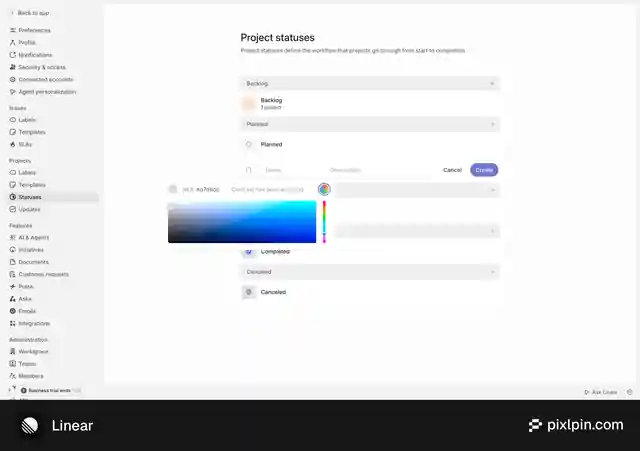 Back to app
Preferences
Profile
Notifications
Security & access
Connected accounts
Agent personalization
Issues
Labels
Templates
SLAs
Projects
Labels
Templates
Statuses
Updates
Features
AI & Agents
Initiatives
Documents
Customer requests
Pulse
Asks
Emails
Integrations
Administration
Workspace
Teams
Members
Business trial ends
Project statuses
Project statuses define the workflow that projects go through from start to completion.
Backlog
Backlog
1 project
Planned
Planned
Name
Description
Cancel
Create
Completed
Canceled
Canceled
Ask Linear
Linear
pixlpin.com